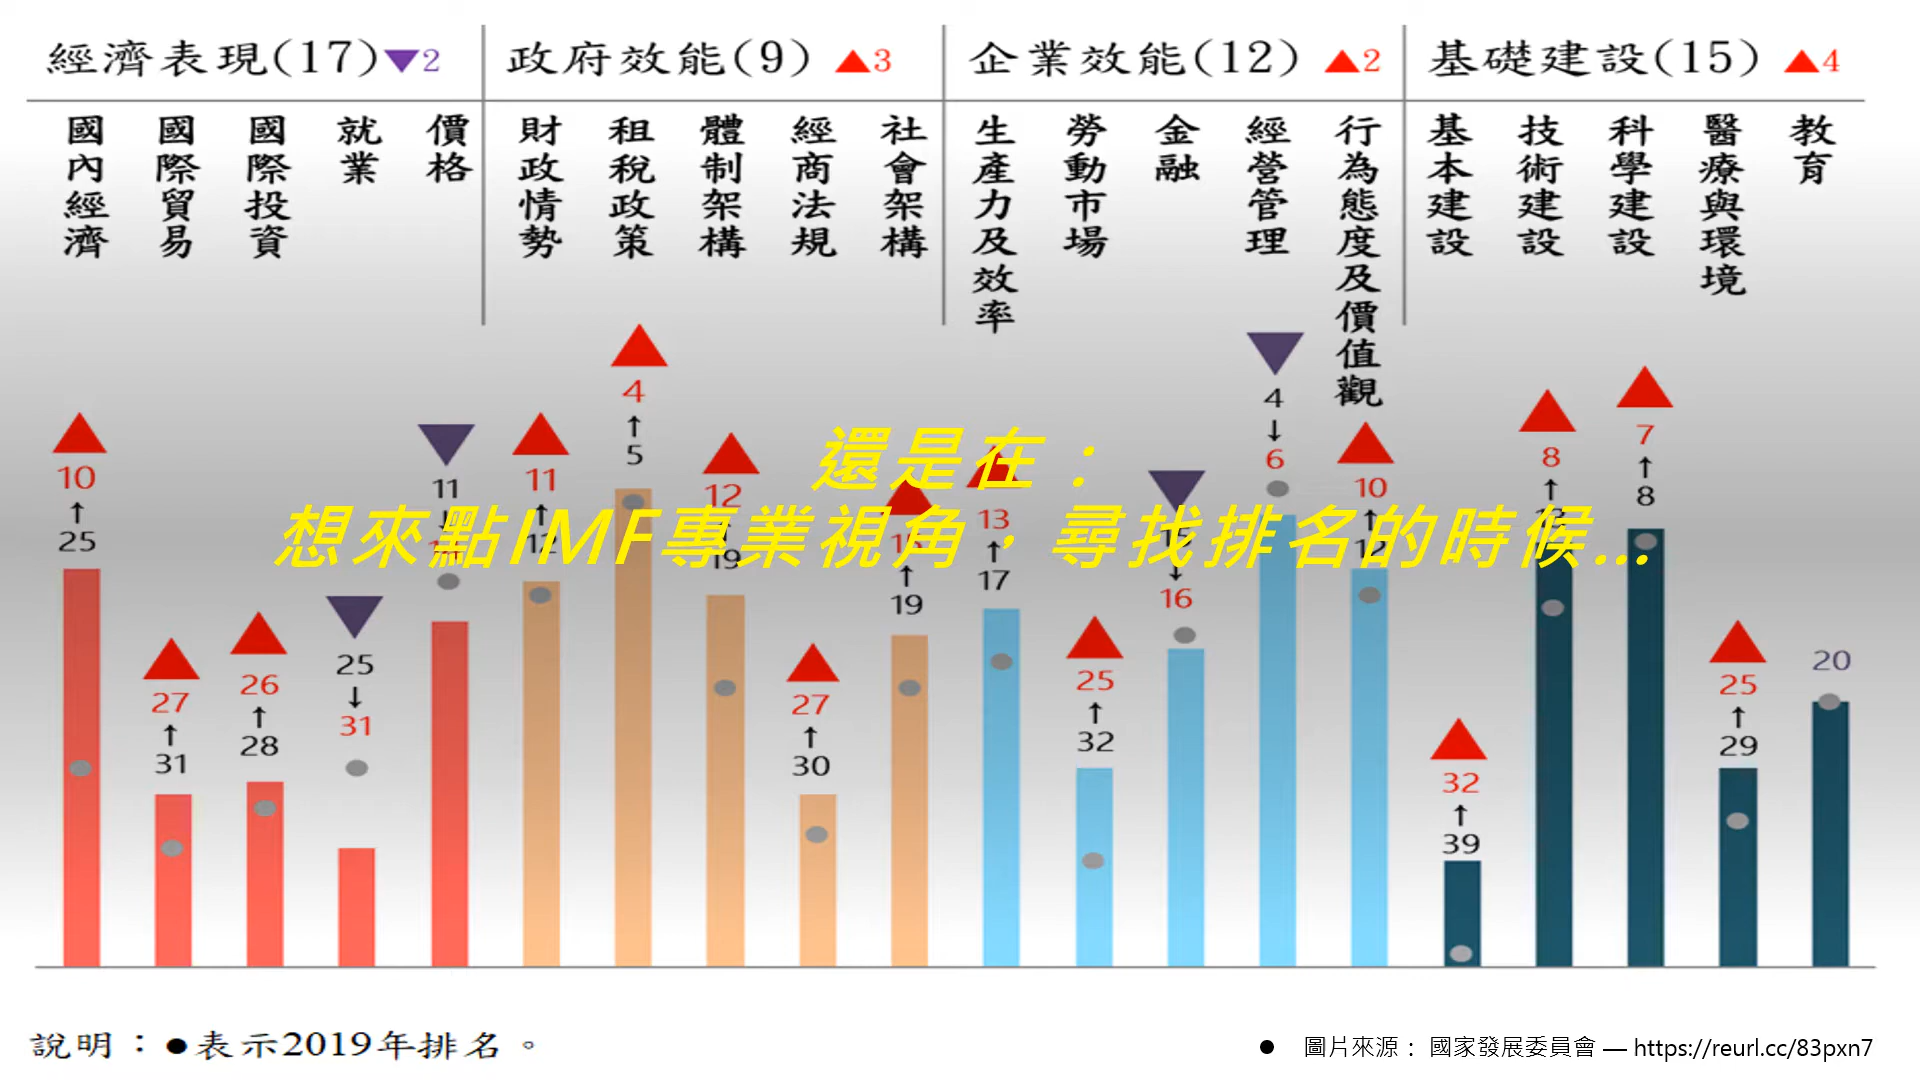 經濟表現(17)▼2
政府效能(9) ▲3
企業效能(12) ▲2
基礎建設(15) ▲4
國內經濟
國際貿易
國際投資
就業
價格
財政情勢
租稅政策
體制架構
經商法規
社會架構
生產力及效率
勞動市場
金融
經營管理
行為態度及價值觀
基本建設
技術建設
科學建設
醫療與環境
教育
10
↑
25
27
↑
31
26
↑
28
25
↓
31
11
11
↑
12
4
↑
5
12
19
27
↑
30
15
↑
19
13
↑
17
25
↑
32
15
↓
16
4
↓
6
10
↑
12
32
↑
39
8
↑
7
↑
8
25
↑
29
20
還是在：
想來點IMF專業視角，尋找排名的時候...
說明：●表示2019年排名。
● 圖片來源： 國家發展委員會 — https://reurl.cc/83pxn7